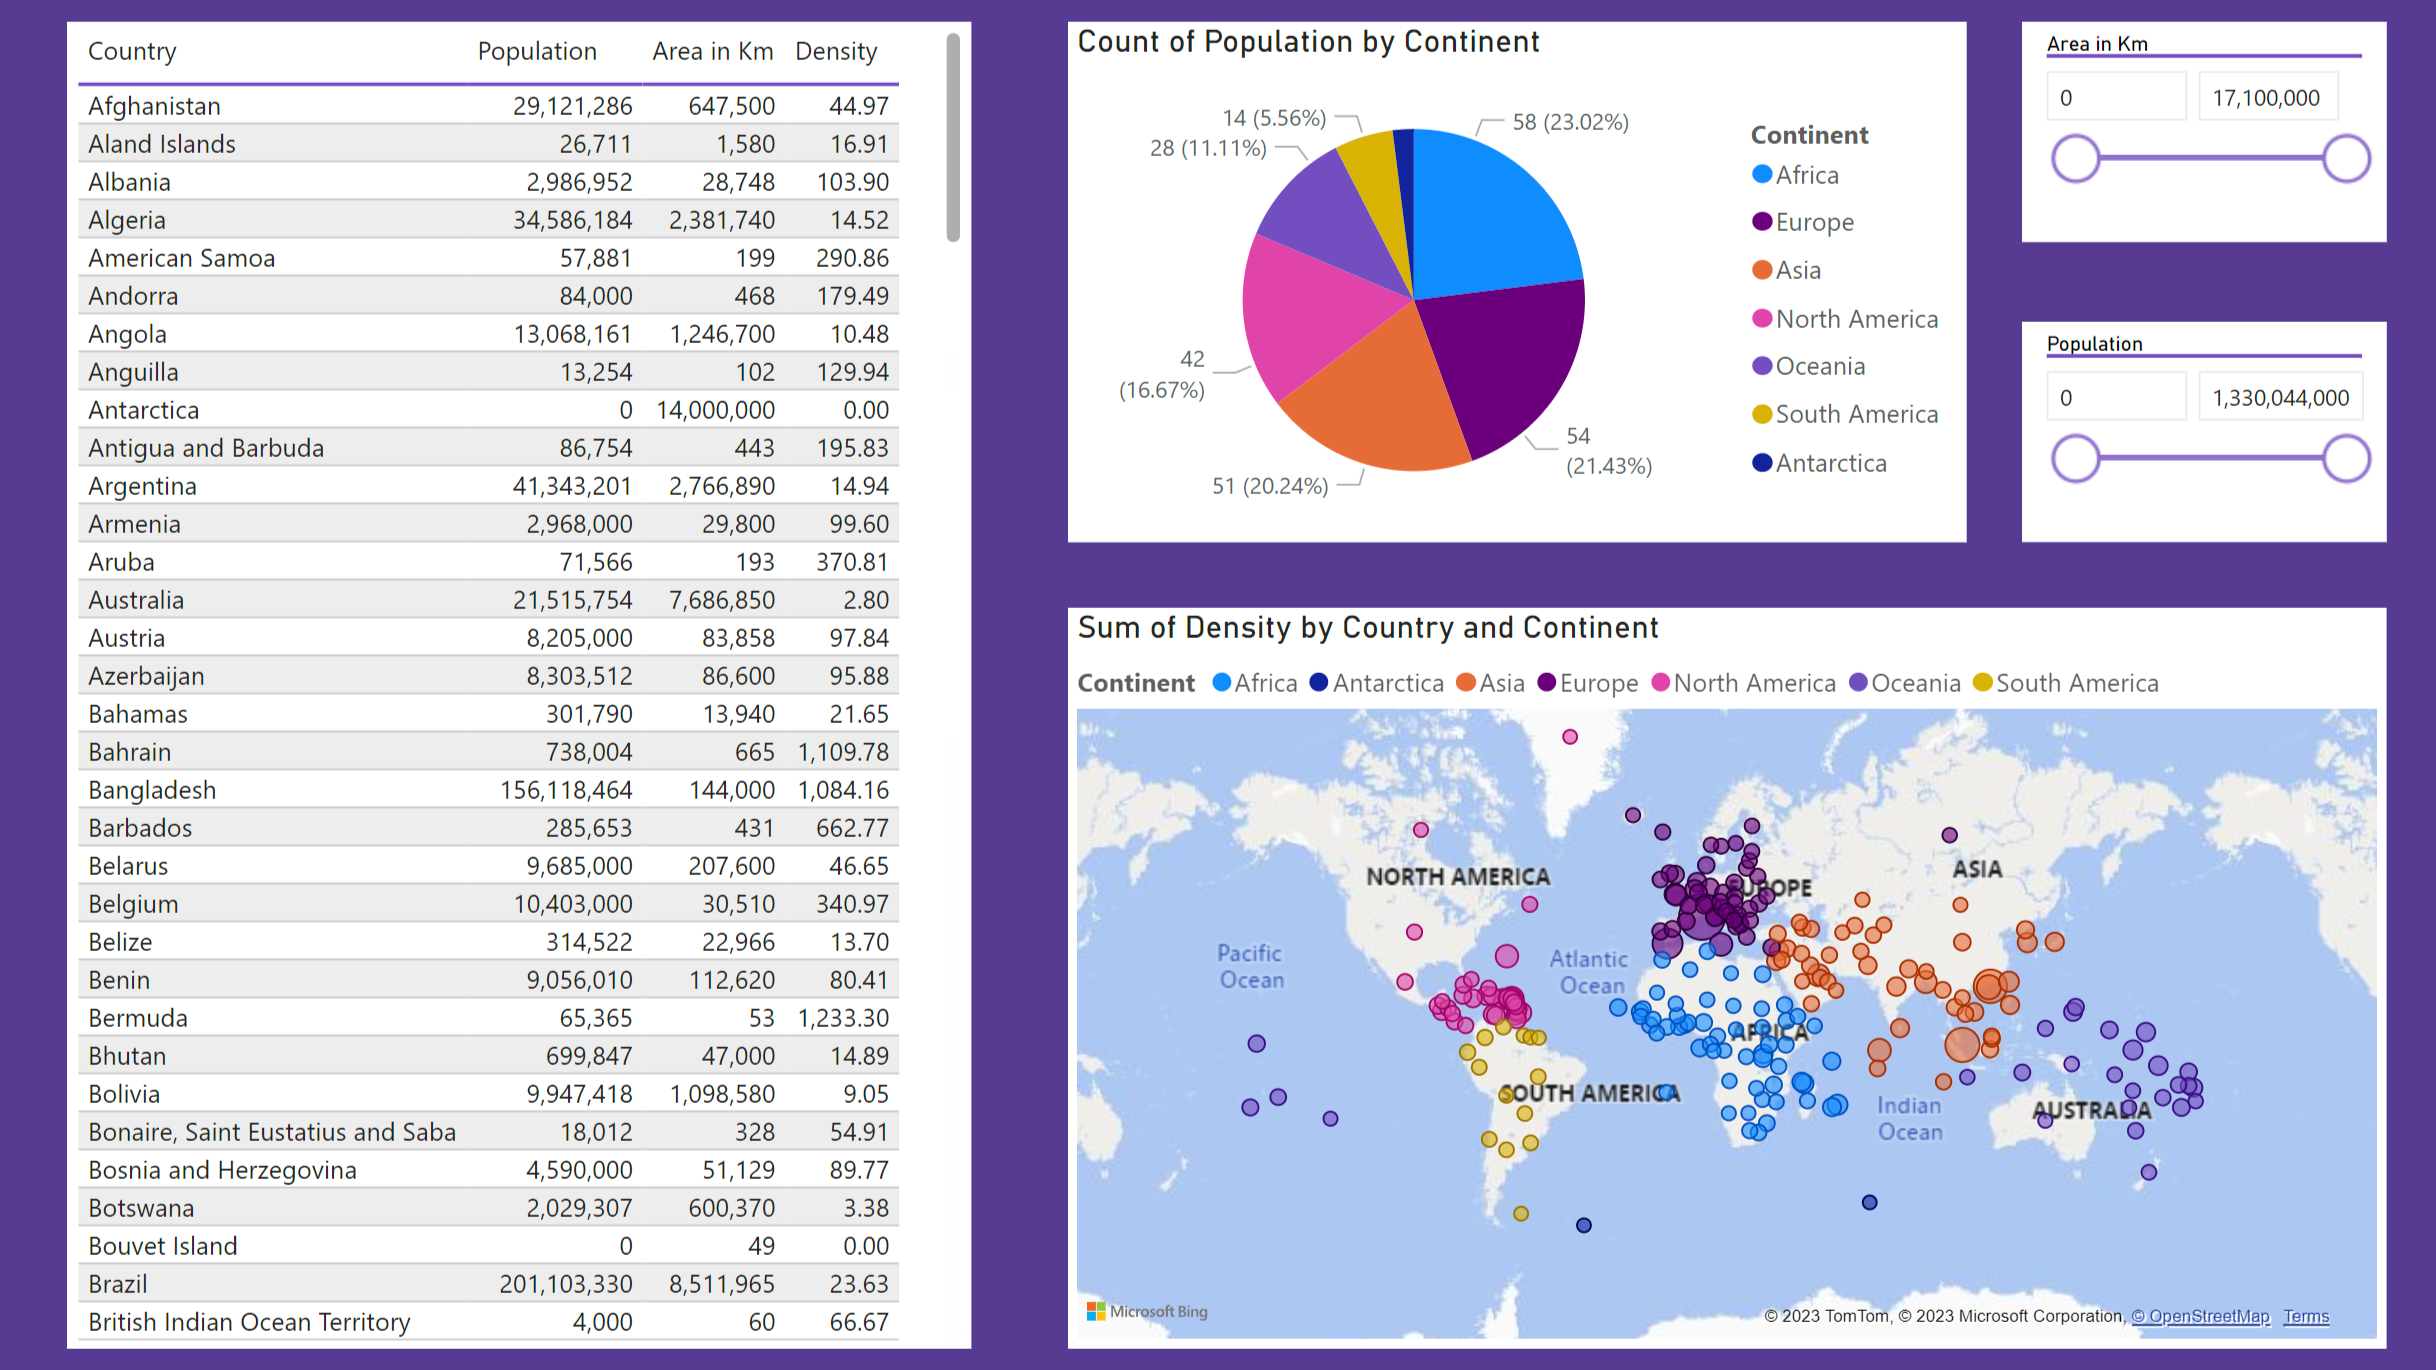 Country Population Area in Km Density
Afghanistan 29,121,286 647,500 44.97
Aland Islands 26,711 1,580 16.91
Albania 2,986,952 28,748 103.90
Algeria 34,586,184 2,381,740 14.52
American Samoa 57,881 199 290.86
Andorra 84,000 468 179.49
Angola 13,068,161 1,246,700 10.48
Anguilla 13,254 102 129.94
Antarctica 0 14,000,000 0.00
Antigua and Barbuda 86,754 443 195.83
Argentina 41,343,201 2,766,890 14.94
Armenia 2,968,000 29,800 99.60
Aruba 71,566 193 370.81
Australia 21,515,754 7,686,850 2.80
Austria 8,205,000 83,858 97.84
Azerbaijan 8,303,512 86,600 95.88
Bahamas 301,790 13,940 21.65
Bahrain 738,004 665 1,109.78
Bangladesh 156,118,464 144,000 1,084.16
Barbados 285,653 431 662.77
Belarus 9,685,000 207,600 46.65
Belgium 10,403,000 30,510 340.97
Belize 314,522 22,966 13.70
Benin 9,056,010 112,620 80.41
Bermuda 65,365 53 1,233.30
Bhutan 699,847 47,000 14.89
Bolivia 9,947,418 1,098,580 9.05
Bonaire, Saint Eustatius and Saba 18,012 328 54.91
Bosnia and Herzegovina 4,590,000 51,129 89.77
Botswana 2,029,307 600,370 3.38
Bouvet Island 0 49 0.00
Brazil 201,103,330 8,511,965 23.63
British Indian Ocean Territory 4,000 60 66.67
Count of Population by Continent
14 (5.56%)
58 (23.02%)
28 (11.11%)
42
(16.67%)
54
(21.43%)
51 (20.24%)
Continent
Africa
Europe
Asia
North America
Oceania
South America
Antarctica
Area in Km
0 17,100,000
Population
0 1,330,044,000
Sum of Density by Country and Continent
Continent Africa Antarctica Asia Europe North America Oceania South America
NORTH AMERICA
EUROPE
ASIA
Pacific
Ocean
Atlantic
Ocean
AFRICA
SOUTH AMERICA
Indian
Ocean
AUSTRALIA
Microsoft Bing
© 2023 TomTom, © 2023 Microsoft Corporation, © OpenStreetMap Terms